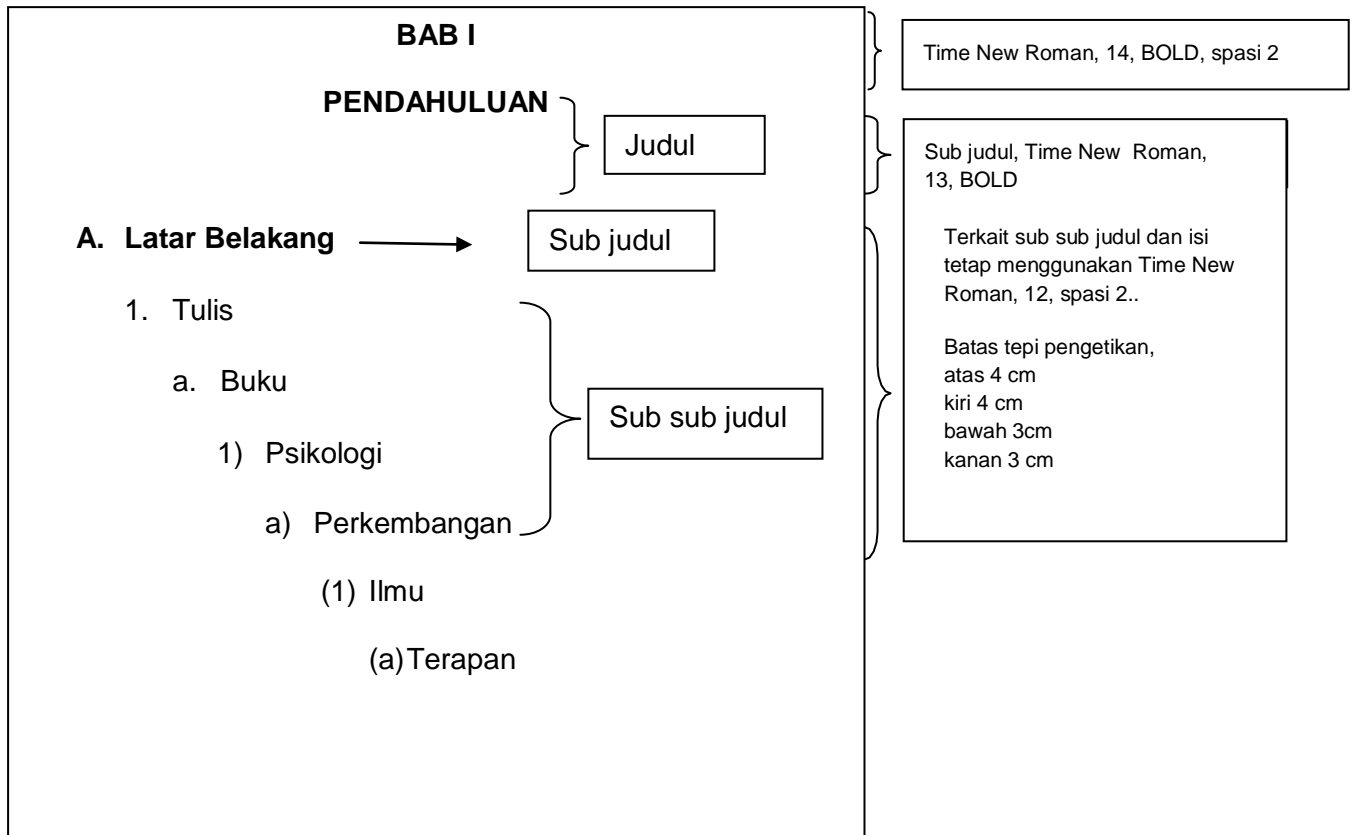 BAB I
Time New Roman, 14, BOLD, spasi 2
PENDAHULUAN
Judul
Sub judul, Time New Roman,
13, BOLD
A. Latar Belakang
Sub judul
Terkait sub sub judul dan isi
tetap menggunakan Time New
Roman, 12, spasi 2..
1. Tulis
Batas tepi pengetikan,
atas 4 cm
kiri 4 cm
bawah 3cm
kanan 3 cm
a. Buku
Sub sub judul
1) Psikologi
a) Perkembangan
(1) Ilmu
(a)Terapan